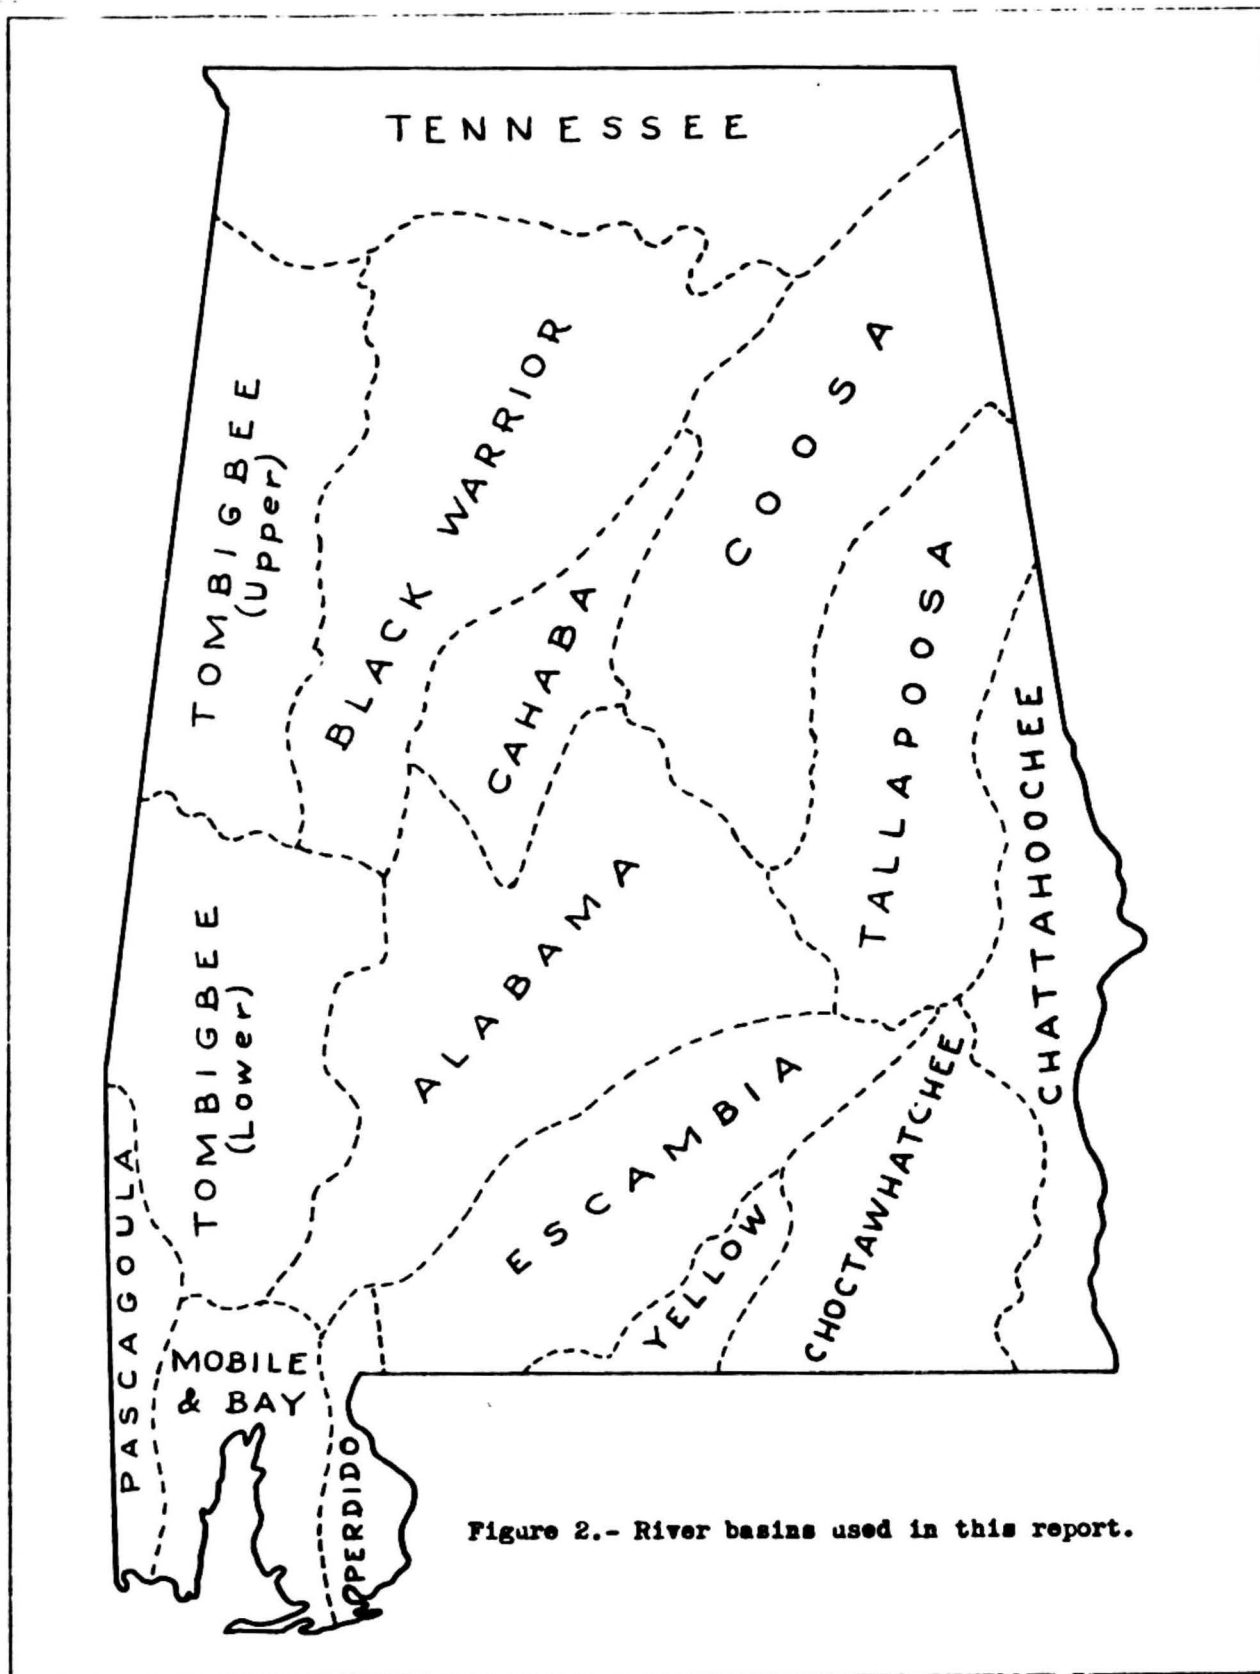 TENNESSEE
TOMBIGBEE
(Upper)
BLACK WARRIOR
COOSA
CAHABA
TALLAPOOSA
CHATTAHOOCHEE
TOMBIGBEE
(Lower)
ALABAMA
ESCAMBIA
CHOCTAWHATCHEE
YELLOW
PASCAGOULA
MOBILE
& BAY
PERDIDO
Figure 2.- River basins used in this report.